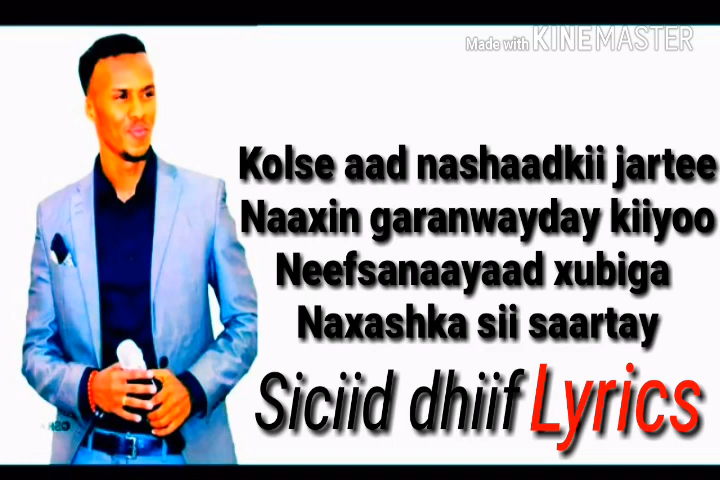 Made with KINEMASTER
Kolse aad nashaadkii jartee
Naaxin garanwayday kiiyoo
Neefsanaayaad xubiga
Naxashka sii saartay
Siciid dhiif Lyrics